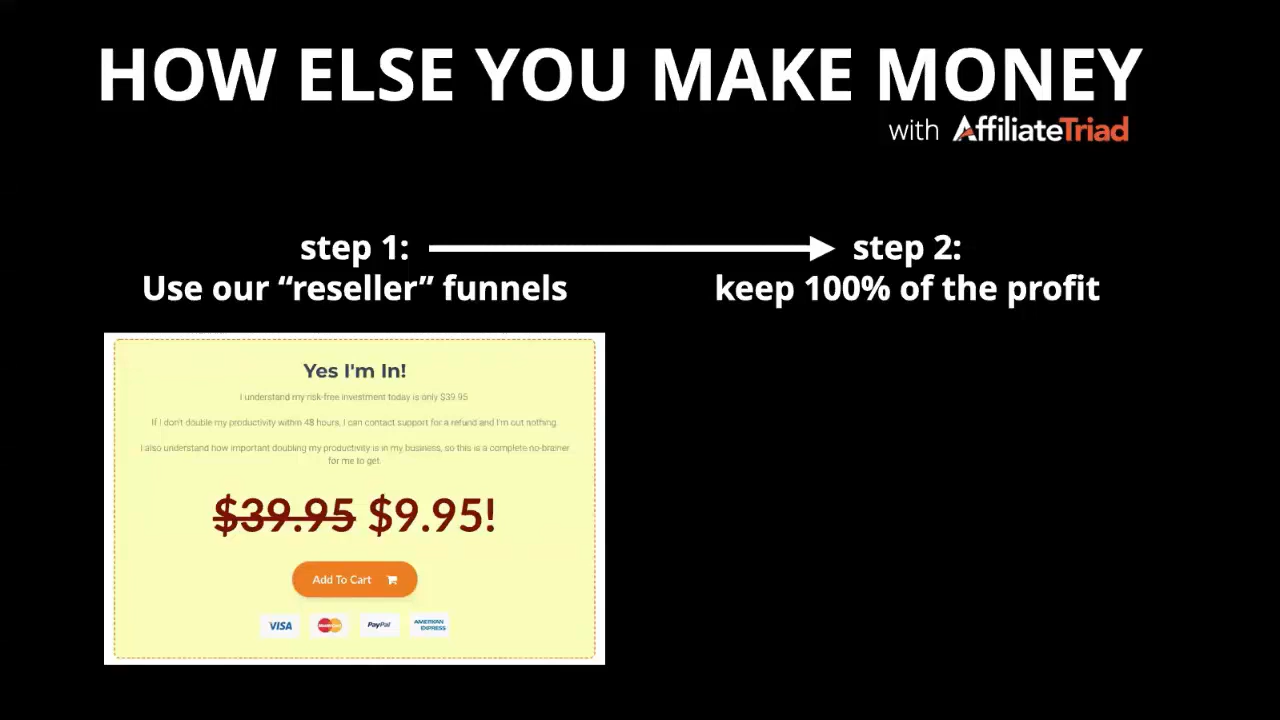 HOW ELSE YOU MAKE MONEY
with AffiliateTriad
step 1:
Use our “reseller” funnels
step 2:
keep 100% of the profit
Yes I'm In!
I understand my risk-free investment today is only $39.95
If I don't double my productivity within 48 hours, I can contact support for a refund and I'm out nothing.
I also understand how important doubling my productivity is in my business, so this is a complete no-brainer
for me to get.
$39.95 $9.95!
Add To Cart
VISA
MasterCard
PayPal
AMERICAN
EXPRESS